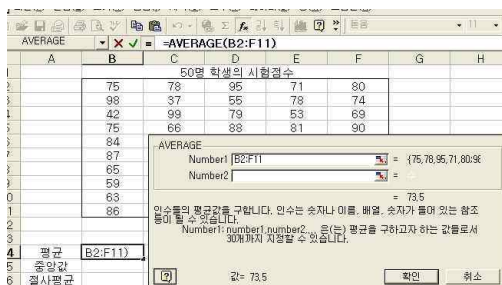 AVERAGE =AVERAGE(B2:F11)
A B C D E F G H
50명 학생의 시험점수
75 78 95 71 80
98 37 55 78 74
42 99 79 53 69
75 66 88 81 90
84
87
65
59
63
86
AVERAGE
Number1 B2:F11 = {75,78,95,71,80;98
Number2 =
= 73.5
인수들의 평균값을 구합니다. 인수는 숫자나 이름, 배열, 숫자가 들어 있는 참조
등이 될 수 있습니다.
Number1: number1,number2,... 은(는) 평균을 구하고자 하는 값들로서
30개까지 지정할 수 있습니다.
값= 73.5 확인 취소
4 평균 B2:F11)
5 중앙값
6 절사평균